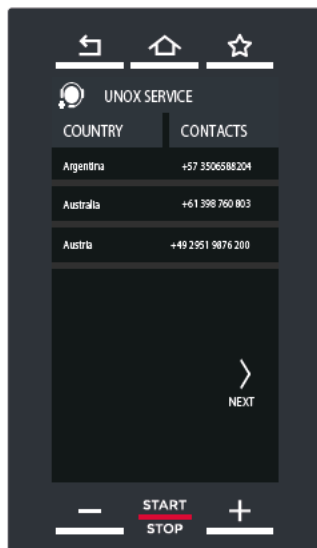 UNOX SERVICE
COUNTRY CONTACTS
Argentina +57 3506588204
Australia +61 398 760 803
Austria +49 2951 9876 200
NEXT
START
STOP